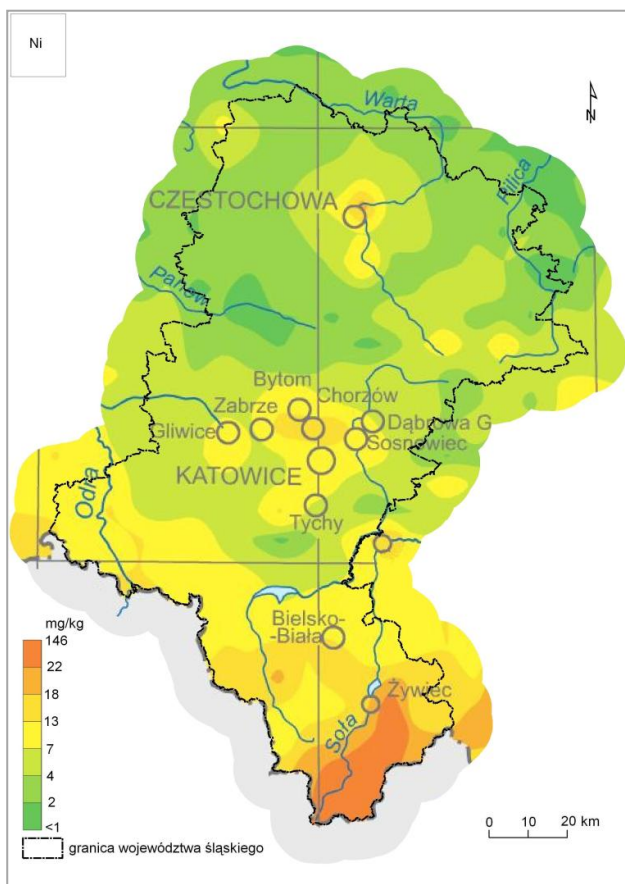 Ni
Warta
N
Pilica
CZĘSTOCHOWA
Panew
Bytom
Chorzów
Zabrze
Dąbrowa G
Gliwice
Sosnowiec
KATOWICE
Odra
Tychy
mg/kg
146
22
18
13
7
4
2
<1
Bielsko-
-Biała
Żywiec
Soła
granica województwa śląskiego
0 10 20 km